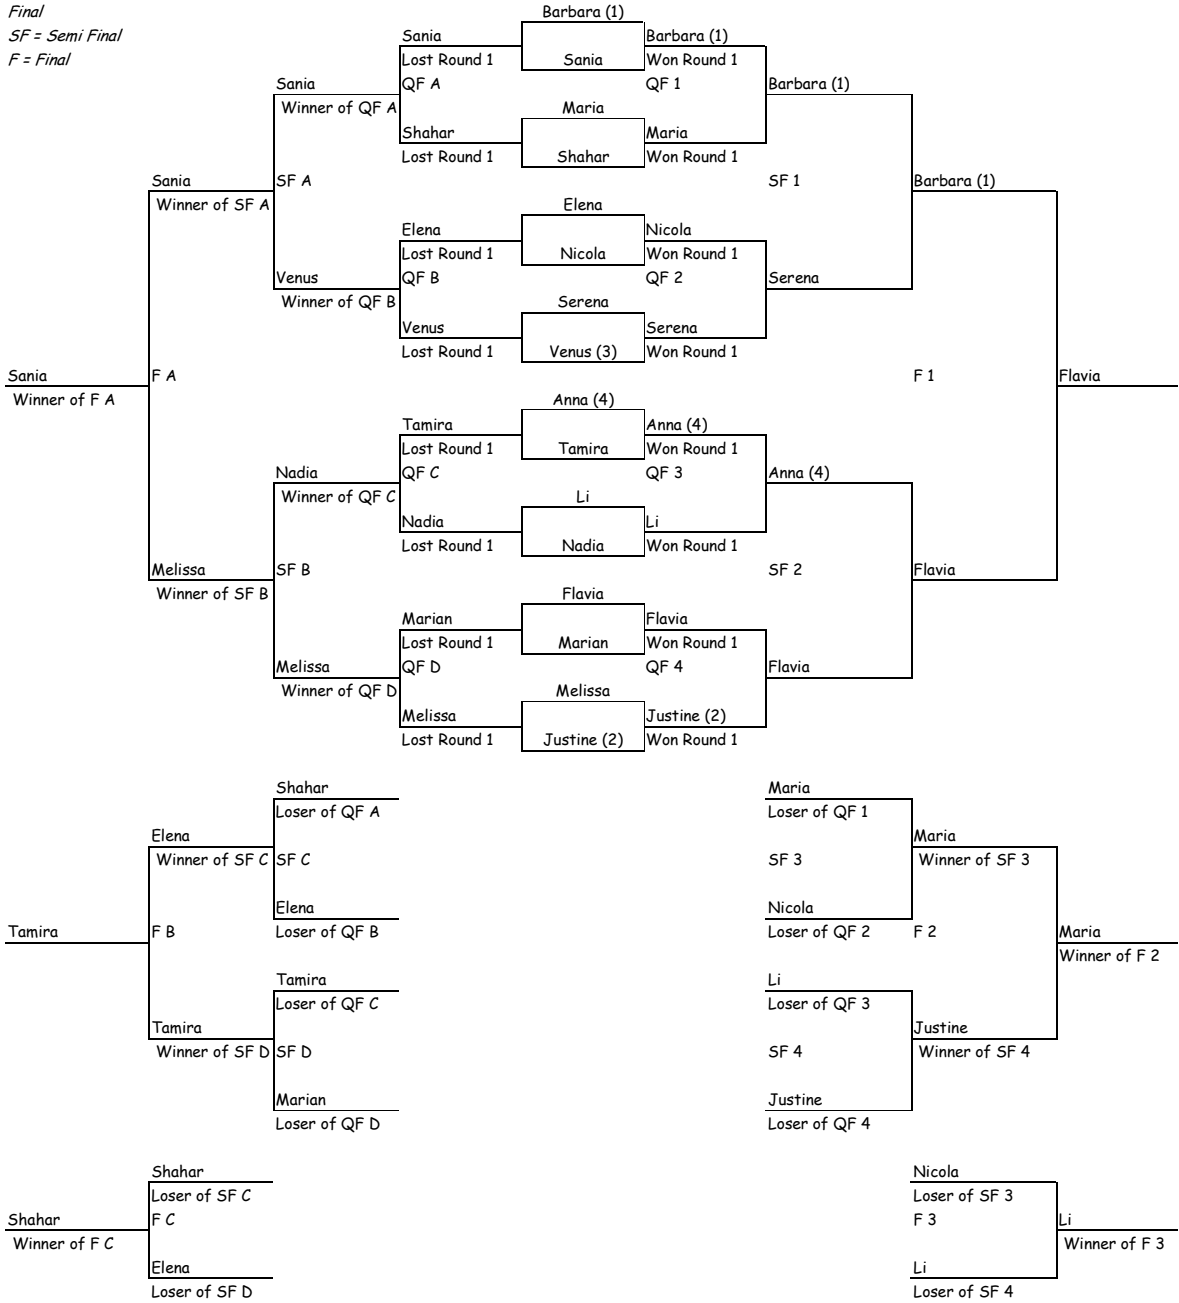 Final
SF = Semi Final
F = Final
Barbara (1)
Sania
Barbara (1)
Lost Round 1
Sania
Won Round 1
Sania
QF A
QF 1
Barbara (1)
Winner of QF A
Maria
Shahar
Maria
Lost Round 1
Shahar
Won Round 1
Sania
SF A
SF 1
Barbara (1)
Winner of SF A
Elena
Elena
Nicola
Lost Round 1
Nicola
Won Round 1
Venus
QF B
QF 2
Serena
Winner of QF B
Serena
Venus
Serena
Lost Round 1
Venus (3)
Won Round 1
Sania
F A
F 1
Flavia
Winner of F A
Anna (4)
Tamira
Anna (4)
Lost Round 1
Tamira
Won Round 1
Nadia
QF C
QF 3
Anna (4)
Winner of QF C
Li
Nadia
Li
Lost Round 1
Nadia
Won Round 1
Melissa
SF B
SF 2
Flavia
Winner of SF B
Flavia
Marian
Flavia
Lost Round 1
Marian
Won Round 1
Melissa
QF D
QF 4
Flavia
Winner of QF D
Melissa
Melissa
Justine (2)
Lost Round 1
Justine (2)
Won Round 1
Shahar
Maria
Loser of QF A
Loser of QF 1
Elena
Maria
Winner of SF C
SF C
SF 3
Winner of SF 3
Elena
Nicola
Tamira
F B
Loser of QF B
Loser of QF 2
F 2
Maria
Winner of F 2
Tamira
Li
Loser of QF C
Loser of QF 3
Tamira
Justine
Winner of SF D
SF D
SF 4
Winner of SF 4
Marian
Justine
Loser of QF D
Loser of QF 4
Shahar
Nicola
Loser of SF C
Loser of SF 3
Shahar
F C
F 3
Li
Winner of F C
Winner of F 3
Elena
Li
Loser of SF D
Loser of SF 4